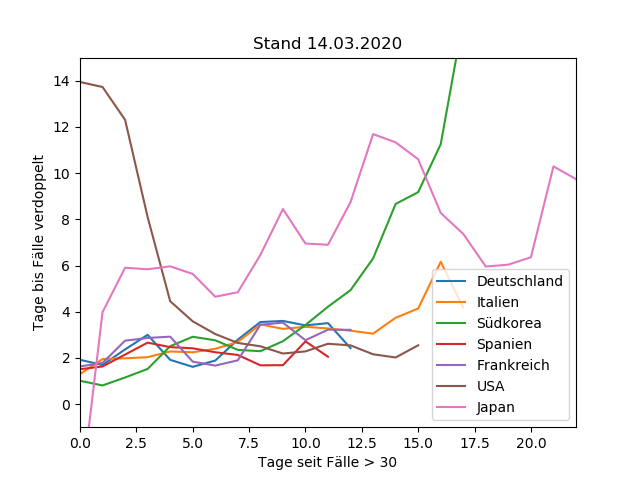 Stand 14.03.2020
Tage bis Fälle verdoppelt
14
12
10
8
6
4
2
0
Deutschland
Italien
Südkorea
Spanien
Frankreich
USA
Japan
0.0 2.5 5.0 7.5 10.0 12.5 15.0 17.5 20.0
Tage seit Fälle > 30